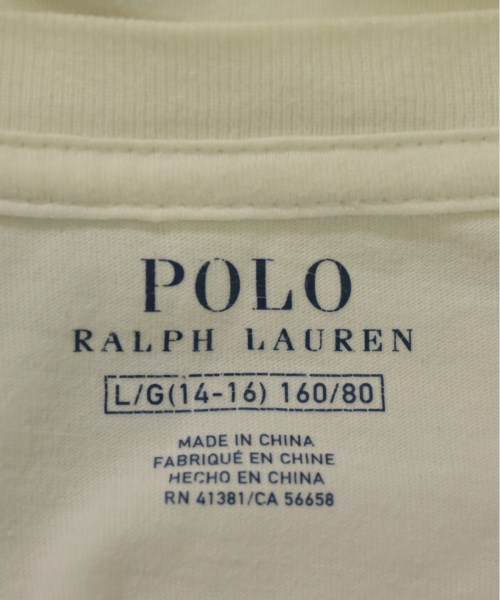 POLO
RALPH LAUREN
L/G(14-16) 160/80
MADE IN CHINA
FABRIQUÉ EN CHINE
HECHO EN CHINA
RN 41381/CA 56658